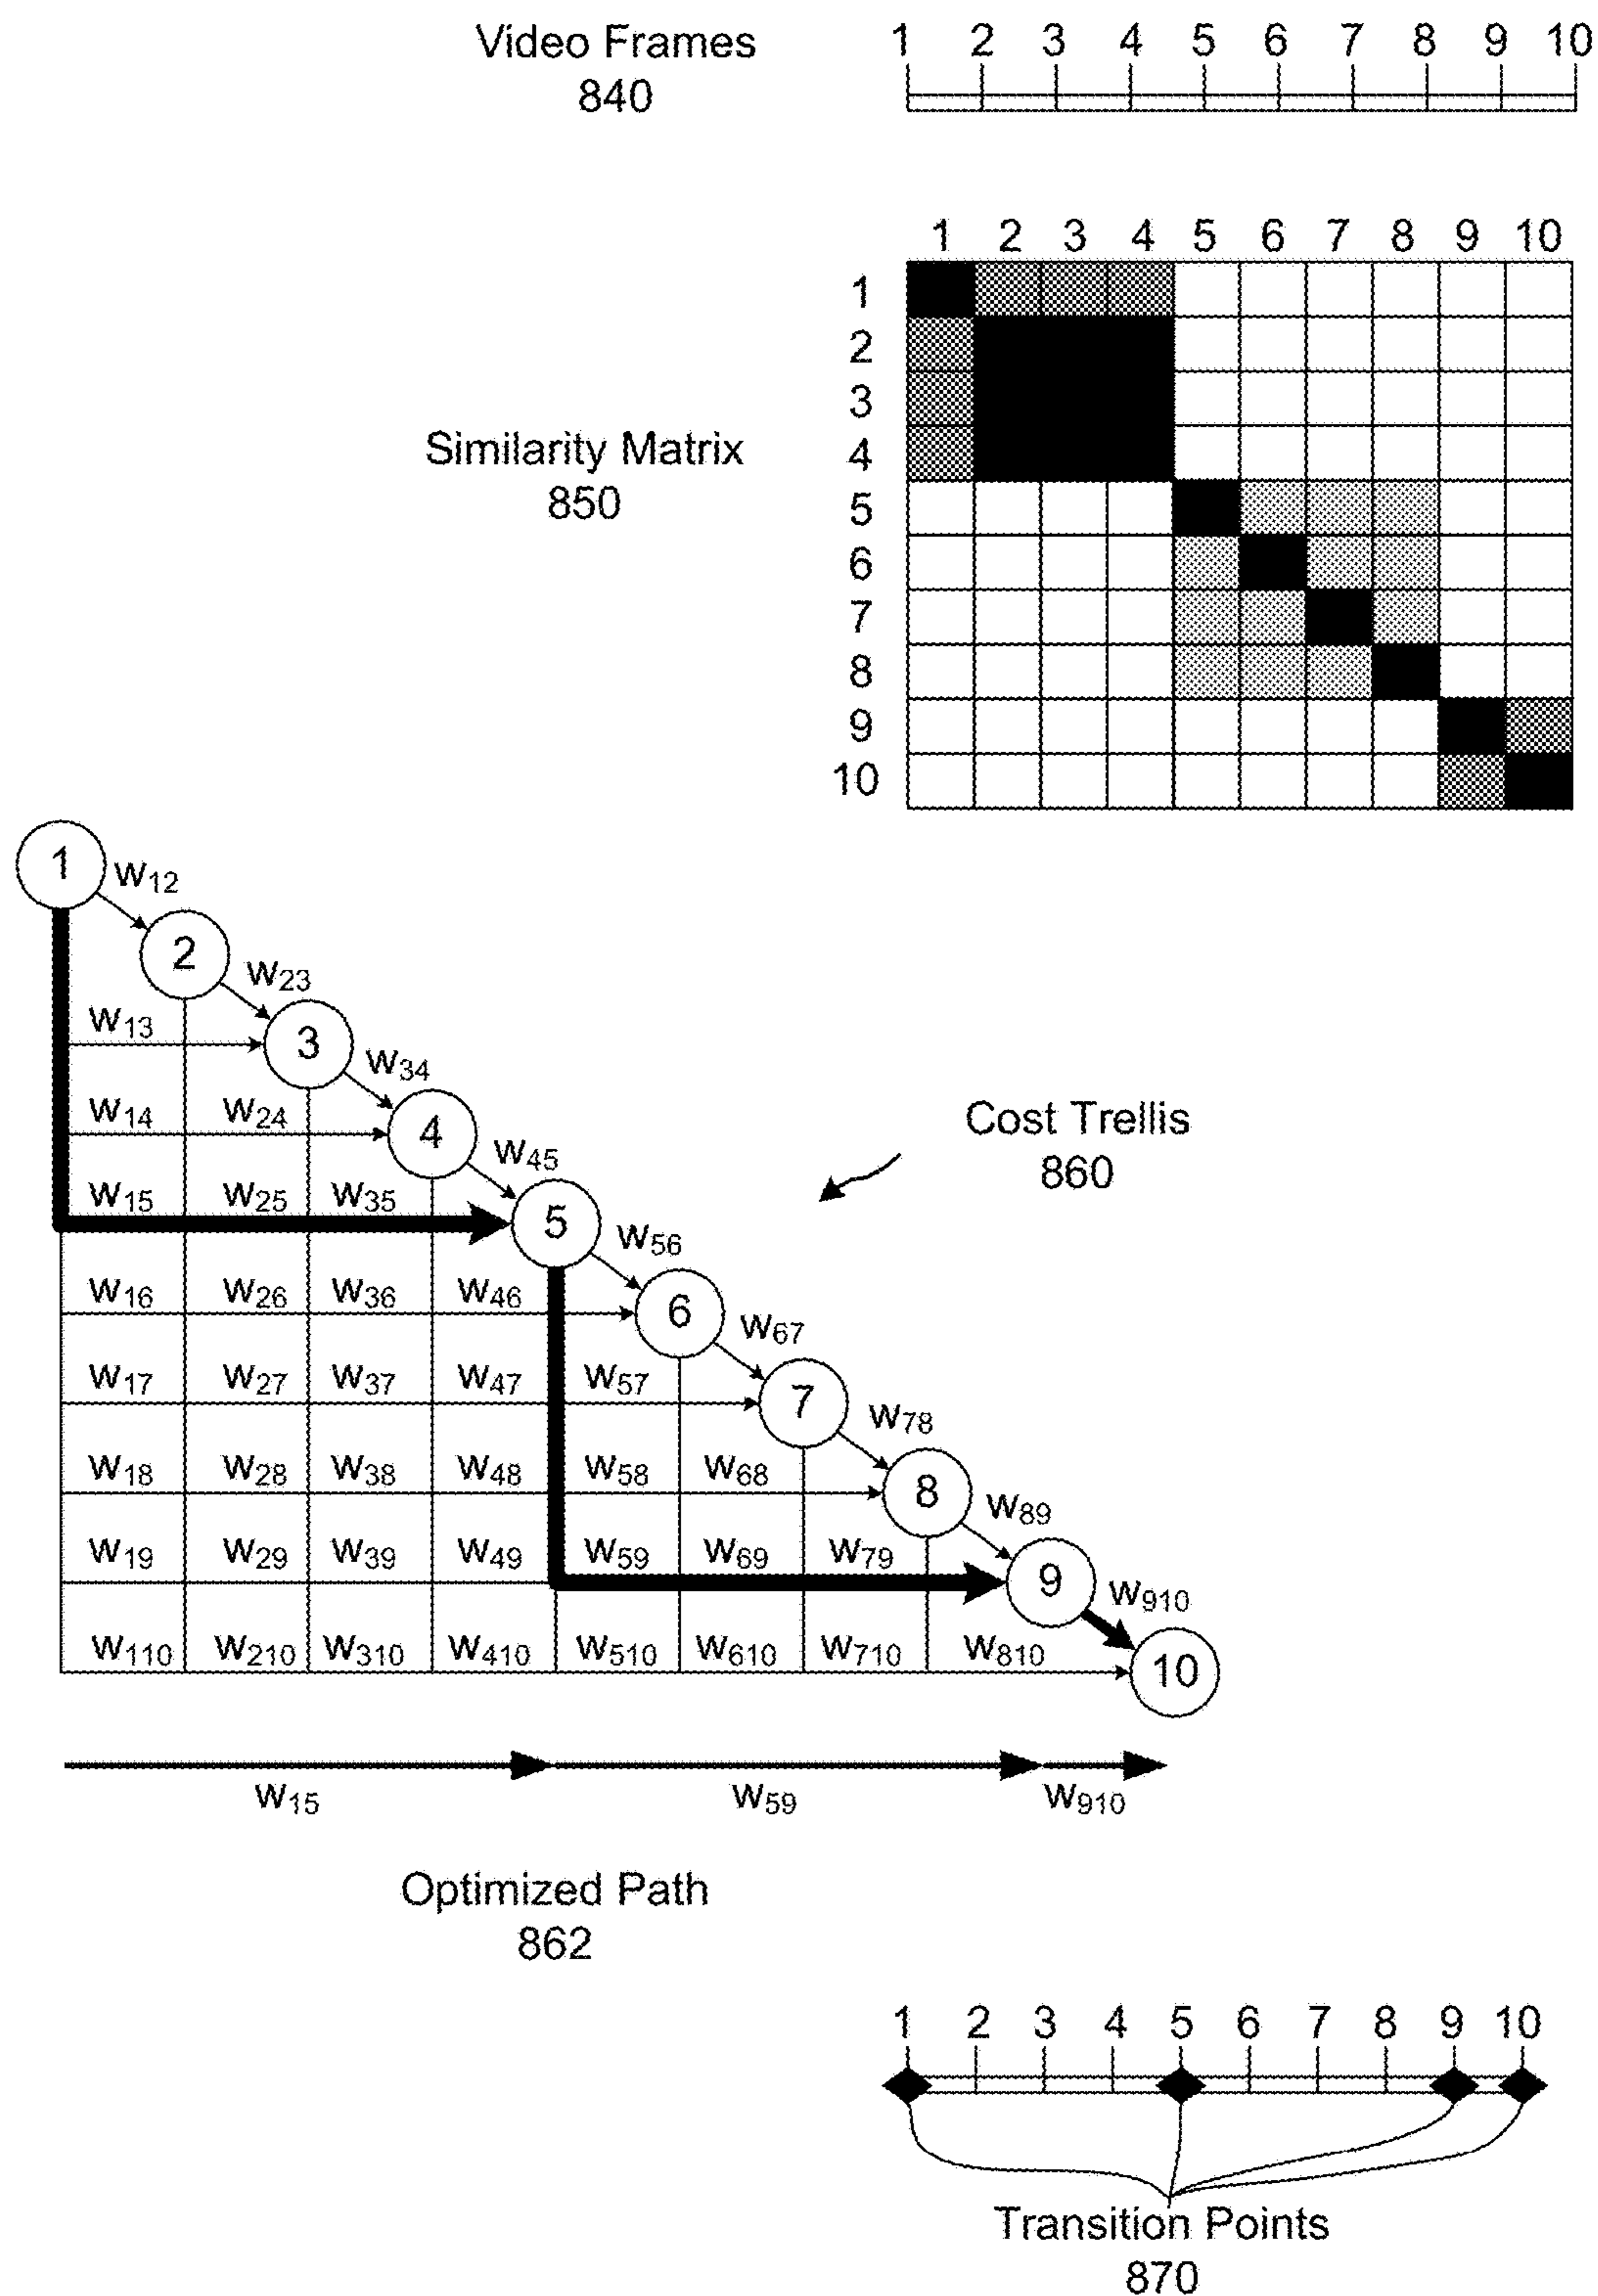 Video Frames
840
1 2 3 4 5 6 7 8 9 10
1 2 3 4 5 6 7 8 9 10
1
2
3
4
5
6
7
8
9
10
Similarity Matrix
850
1 w12
2 w23
w13 3 w34
w14 w24 4 w45
w15 w25 w35 5 w56
w16 w26 w36 w46 6 w67
w17 w27 w37 w47 w57 7 w78
w18 w28 w38 w48 w58 w68 8 w89
w19 w29 w39 w49 w59 w69 w79 9 w910
w110 w210 w310 w410 w510 w610 w710 w810 10
Cost Trellis
860
w15 w59 w910
Optimized Path
862
1 2 3 4 5 6 7 8 9 10
Transition Points
870